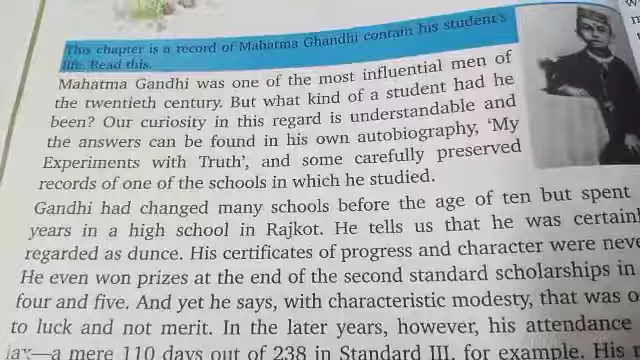 This chapter is a record of Mahatma Ghandhi contain his student's
life. Read this.
Mahatma Gandhi was one of the most influential men of
the twentieth century. But what kind of a student had he
been? Our curiosity in this regard is understandable and
the answers can be found in his own autobiography, 'My
Experiments with Truth', and some carefully preserved
records of one of the schools in which he studied.
Gandhi had changed many schools before the age of ten but spent
years in a high school in Rajkot. He tells us that he was
regarded as dunce. His certificates of progress and character were
He even won prizes at the end of the second standard scholarships in
four and five. And yet he says, with characteristic modesty, that was
to luck and not merit. In the later years, however, his attendance
a mere 110 days out of 238 in Standard III, for example. His